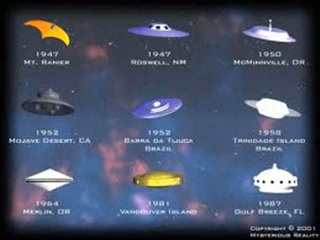 1947
Mt. Ranier
1947
Roswell, NM
1950
McMinnville, OR
1952
Mojave Desert, CA
1952
Barra da Tijuca
Brazil
1958
Trinidade Island
Brazil
1964
Merlin, OR
1981
Vancouver Island
1987
Gulf Breeze, FL
Copyright © 2001
Mysterious Reality